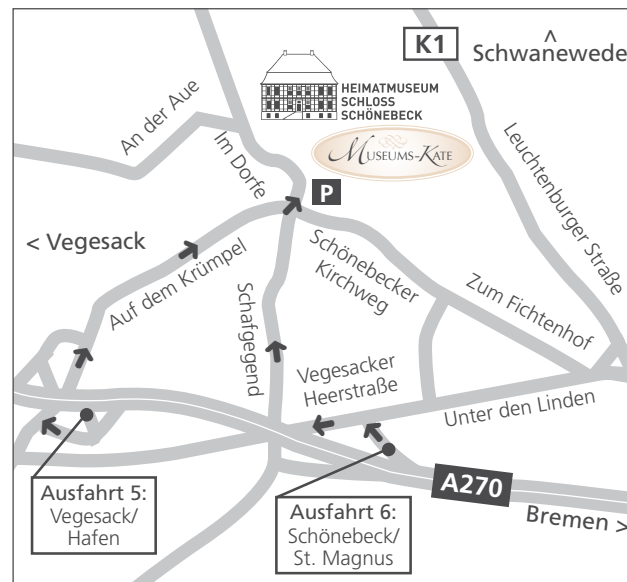 K1
^
Schwanewede
HEIMATMUSEUM
SCHLOSS
SCHÖNEBECK
An der Aue
Im Dorfe
MUSEUMS-KATE
Leuchtenburger Straße
P
< Vegesack
Auf dem Krümpel
Schönebecker
Kirchweg
Zum Fichtenhof
Schafgegend
Vegesacker
Heerstraße
Unter den Linden
Ausfahrt 5:
Vegesack/
Hafen
Ausfahrt 6:
Schönebeck/
St. Magnus
A270
Bremen >